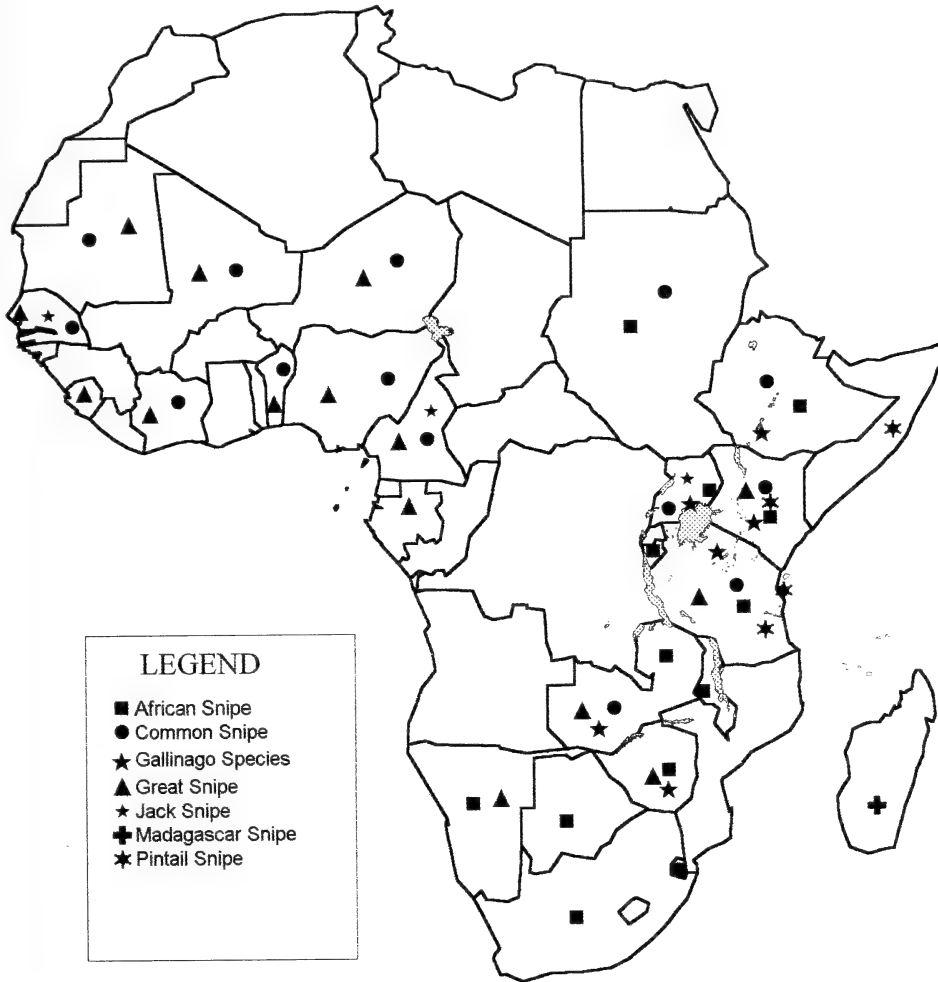 LEGEND
African Snipe
Common Snipe
Gallinago Species
Great Snipe
Jack Snipe
Madagascar Snipe
Pintail Snipe